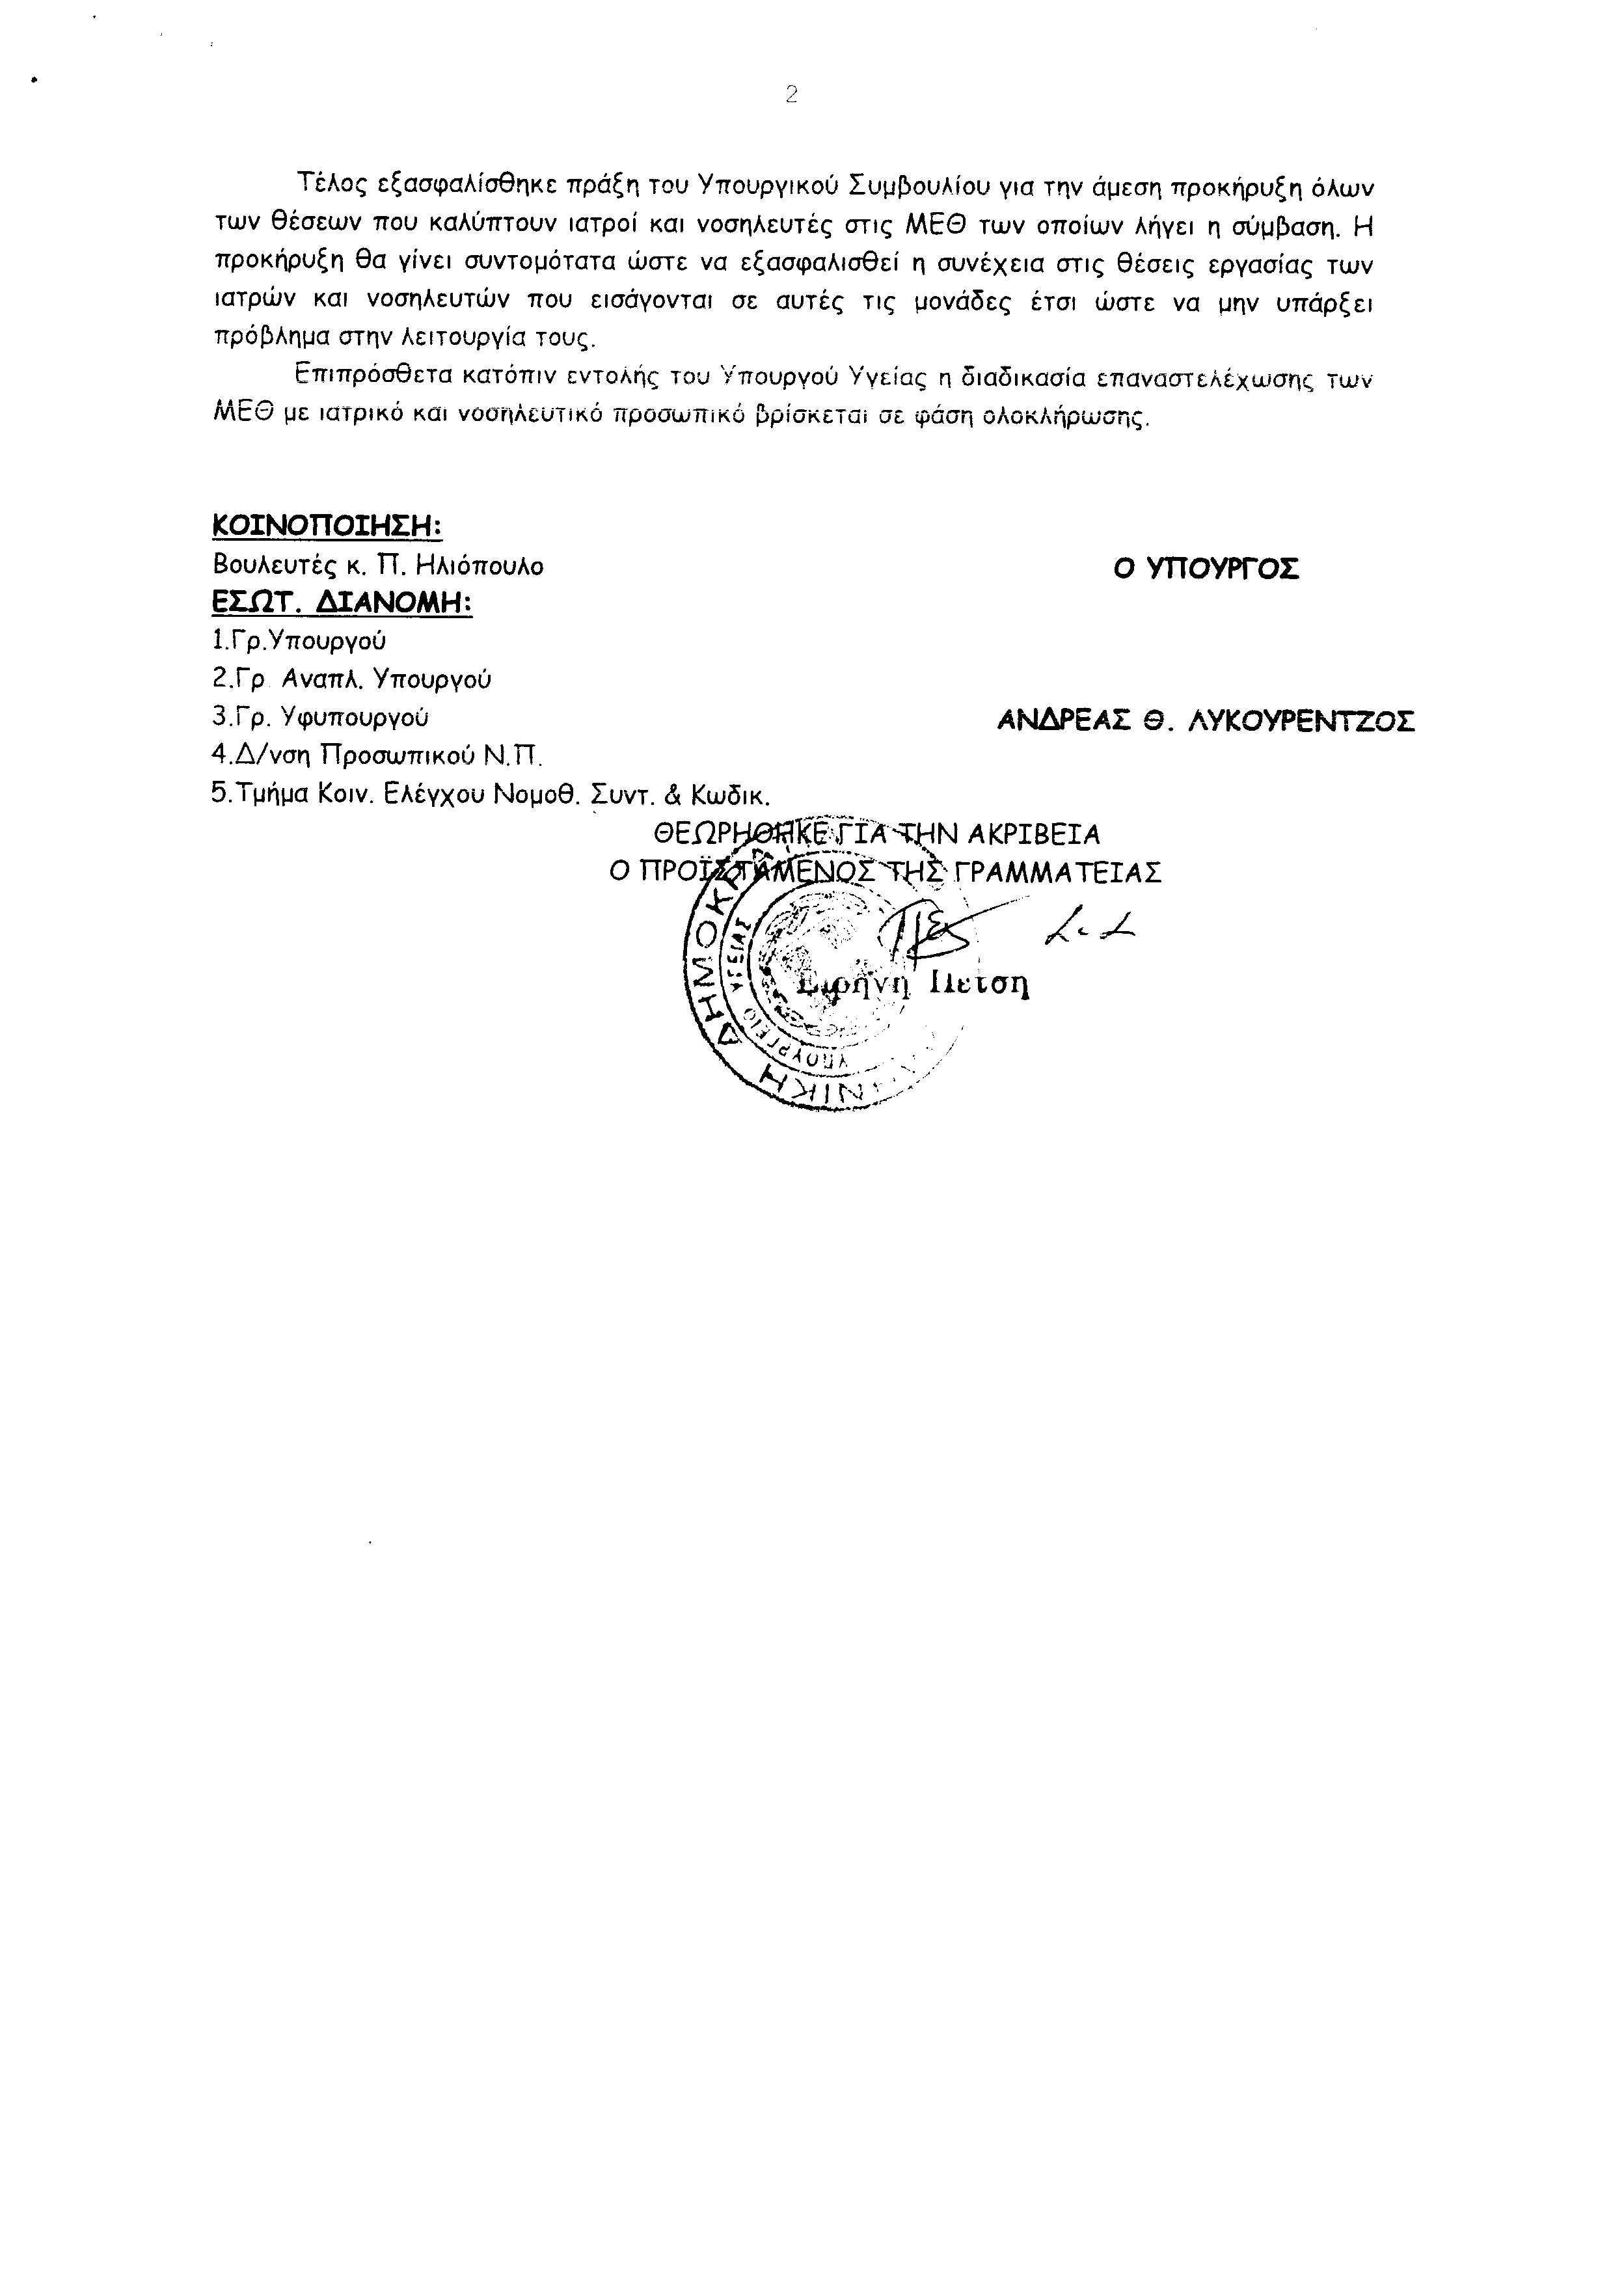 2
Τέλος εξασφαλίσθηκε πράξη του Υπουργικού Συμβουλίου για την άμεση προκήρυξη όλων
των θέσεων που καλύπτουν ιατροί και νοσηλευτές στις ΜΕΘ των οποίων λήγει η σύμβαση. Η
προκήρυξη θα γίνει συντομότατα ώστε να εξασφαλισθεί η συνέχεια στις θέσεις εργασίας των
ιατρών και νοσηλευτών που εισάγονται σε αυτές τις μονάδες έτσι ώστε να μην υπάρξει
πρόβλημα στην λειτουργία τους.
Επιπρόσθετα κατόπιν εντολής του Υπουργού Υγείας η διαδικασία επαναστελέχωσης των
ΜΕΘ με ιατρικό και νοσηλευτικό προσωπικό βρίσκεται σε φάση ολοκλήρωσης.
ΚΟΙΝΟΠΟΙΗΣΗ:
Βουλευτές κ. Π. Ηλιόπουλο
Ο ΥΠΟΥΡΓΟΣ
ΕΣΩΤ. ΔΙΑΝΟΜΗ:
1.Γρ.Υπουργού
2.Γρ Αναπλ. Υπουργού
3.Γρ. Υφυπουργού
ΑΝΔΡΕΑΣ Θ. ΛΥΚΟΥΡΕΝΤΖΟΣ
4.Δ/νση Προσωπικού Ν.Π.
5.Τμήμα Κοιν. Ελέγχου Νομοθ. Συντ. & Κωδικ.
ΘΕΩΡΗΘΗΚΕ ΓΙΑ ΤΗΝ ΑΚΡΙΒΕΙΑ
Ο ΠΡΟΪΣΤΑΜΕΝΟΣ ΤΗΣ ΓΡΑΜΜΑΤΕΙΑΣ
Ειρήνη Πέτση
ΥΠΟΥΡΓΕΙΟ ΥΓΕΙΑΣ